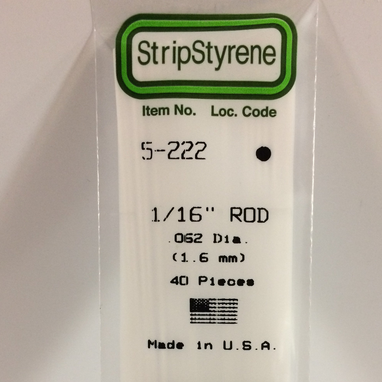 StripStyrene
Item No. Loc. Code
5-222
1/16" ROD
.062 Dia.
(1.6 mm)
40 Pieces
Made in U.S.A.